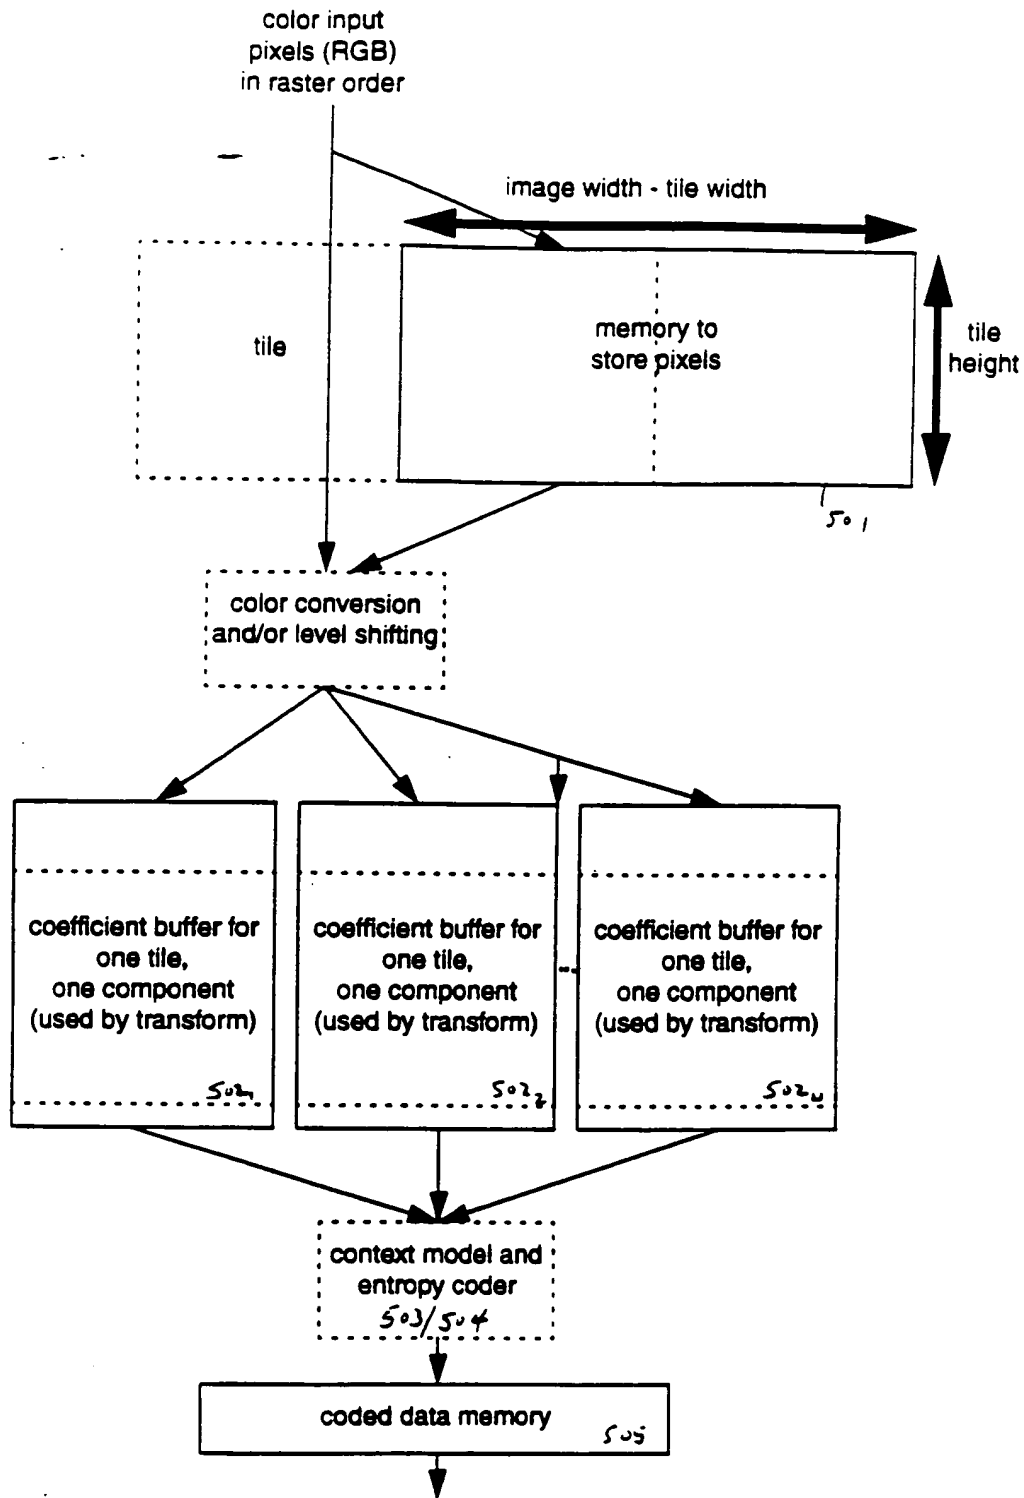 color input
pixels (RGB)
in raster order
image width - tile width
tile
memory to
store pixels
tile
height
501
color conversion
and/or level shifting
coefficient buffer for
one tile,
one component
(used by transform)
502₁
coefficient buffer for
one tile,
one component
(used by transform)
502₂
...
coefficient buffer for
one tile,
one component
(used by transform)
502ₙ
context model and
entropy coder
503/504
coded data memory
505